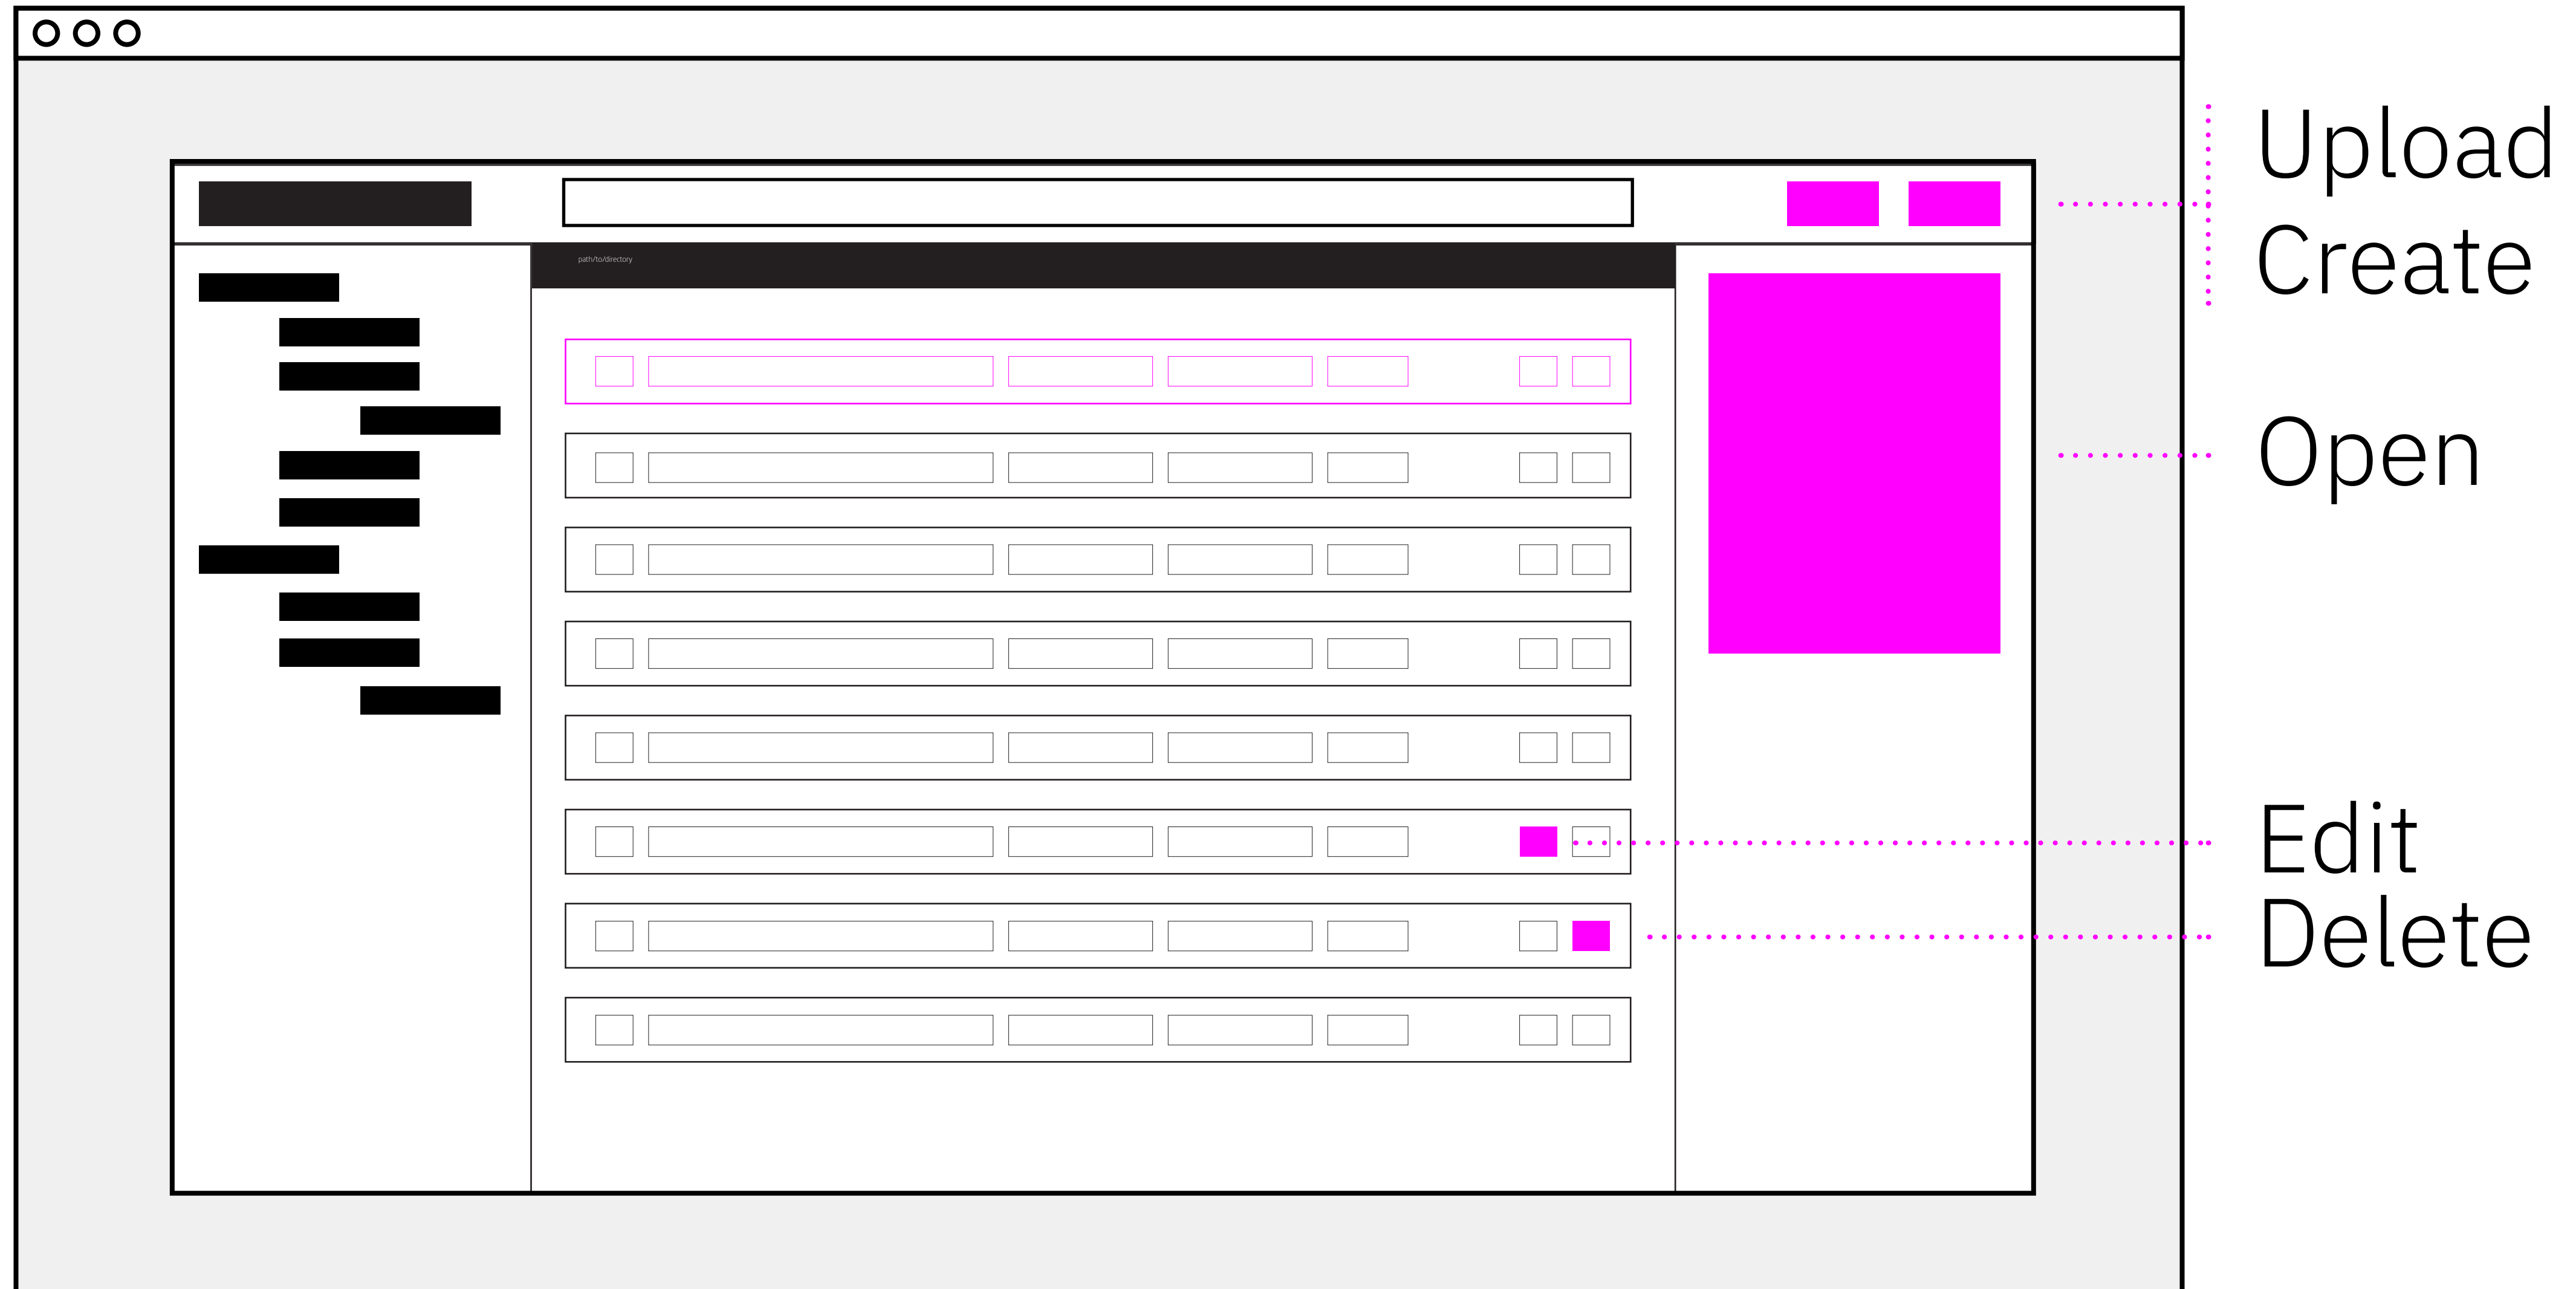 Upload
Create
path/to/directory
Open
Edit
Delete